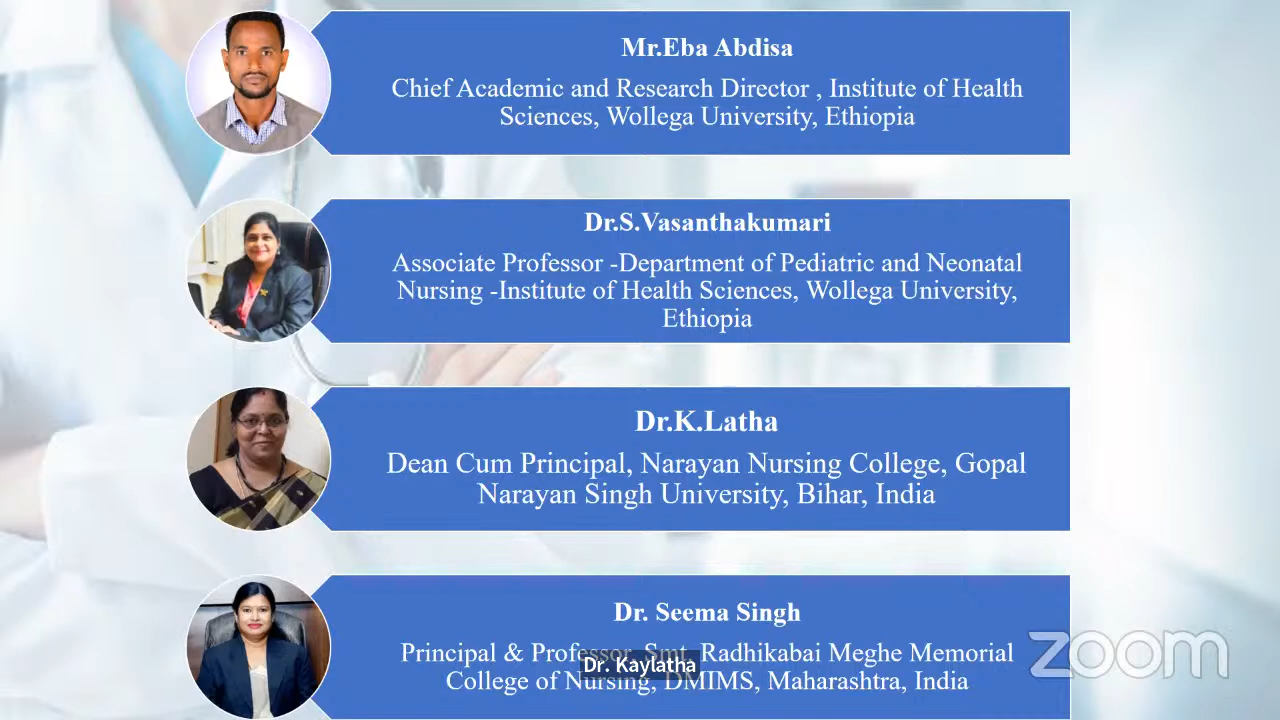 Mr.Eba Abdisa
Chief Academic and Research Director , Institute of Health
Sciences, Wollega University, Ethiopia
Dr.S.Vasanthakumari
Associate Professor -Department of Pediatric and Neonatal
Nursing -Institute of Health Sciences, Wollega University,
Ethiopia
Dr.K.Latha
Dean Cum Principal, Narayan Nursing College, Gopal
Narayan Singh University, Bihar, India
Dr. Seema Singh
Principal & Professor, Smt. Radhikabai Meghe Memorial
College of Nursing, DMIMS, Maharashtra, India
Dr. Kaylatha
zoom